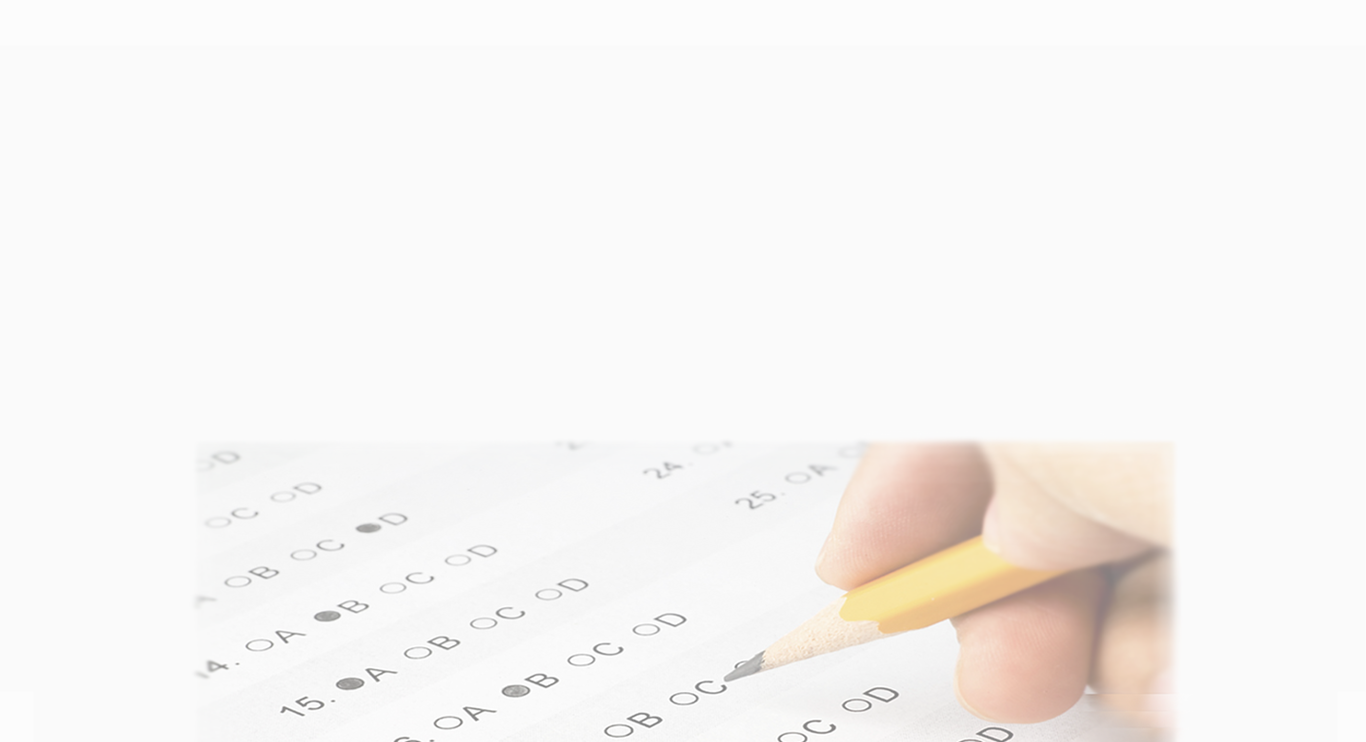 D
C D
B C D
14. A B C D
15. A B C D
A B C D
B C
C D
D
24.
25. A